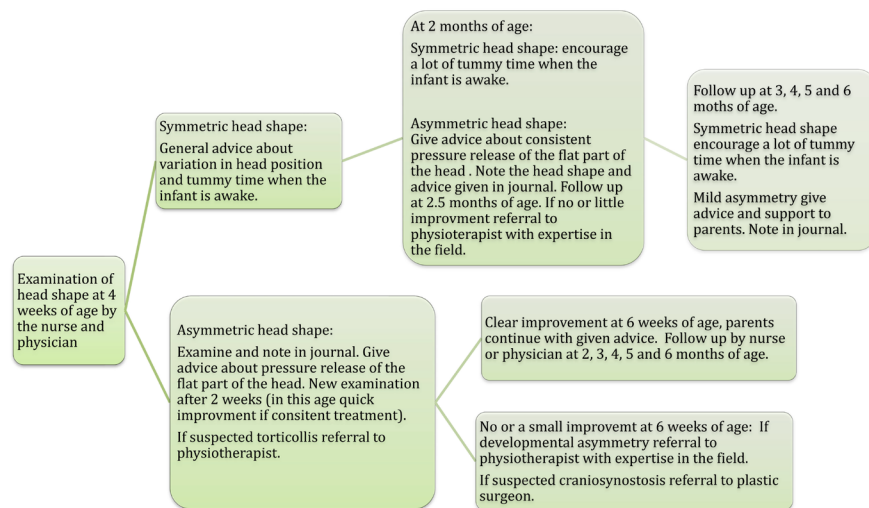 Examination of
head shape at 4
weeks of age by
the nurse and
physician
Symmetric head shape:
General advice about
variation in head position
and tummy time when the
infant is awake.
At 2 months of age:
Symmetric head shape: encourage
a lot of tummy time when the
infant is awake.
Asymmetric head shape:
Give advice about consistent
pressure release of the flat part of
the head . Note the head shape and
advice given in journal. Follow up
at 2.5 months of age. If no or little
improvment referral to
physioterapist with expertise in
the field.
Follow up at 3, 4, 5 and 6
moths of age.
Symmetric head shape
encourage a lot of tummy
time when the infant is
awake.
Mild asymmetry give
advice and support to
parents. Note in journal.
Asymmetric head shape:
Examine and note in journal. Give
advice about pressure release of the
flat part of the head. New examination
after 2 weeks (in this age quick
improvment if consitent treatment).
If suspected torticollis referral to
physiotherapist.
Clear improvement at 6 weeks of age, parents
continue with given advice.  Follow up by nurse
or physician at 2, 3, 4, 5 and 6 months of age.
No or a small improvemt at 6 weeks of age:  If
developmental asymmetry referral to
physiotherapist with expertise in the field.
If suspected craniosynostosis referral to plastic
surgeon.